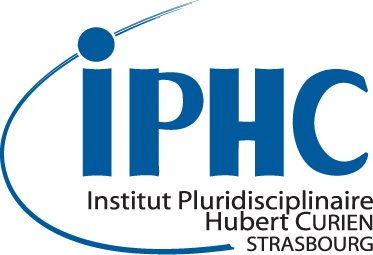 iPHC
Institut Pluridisciplinaire
Hubert CURIEN
STRASBOURG